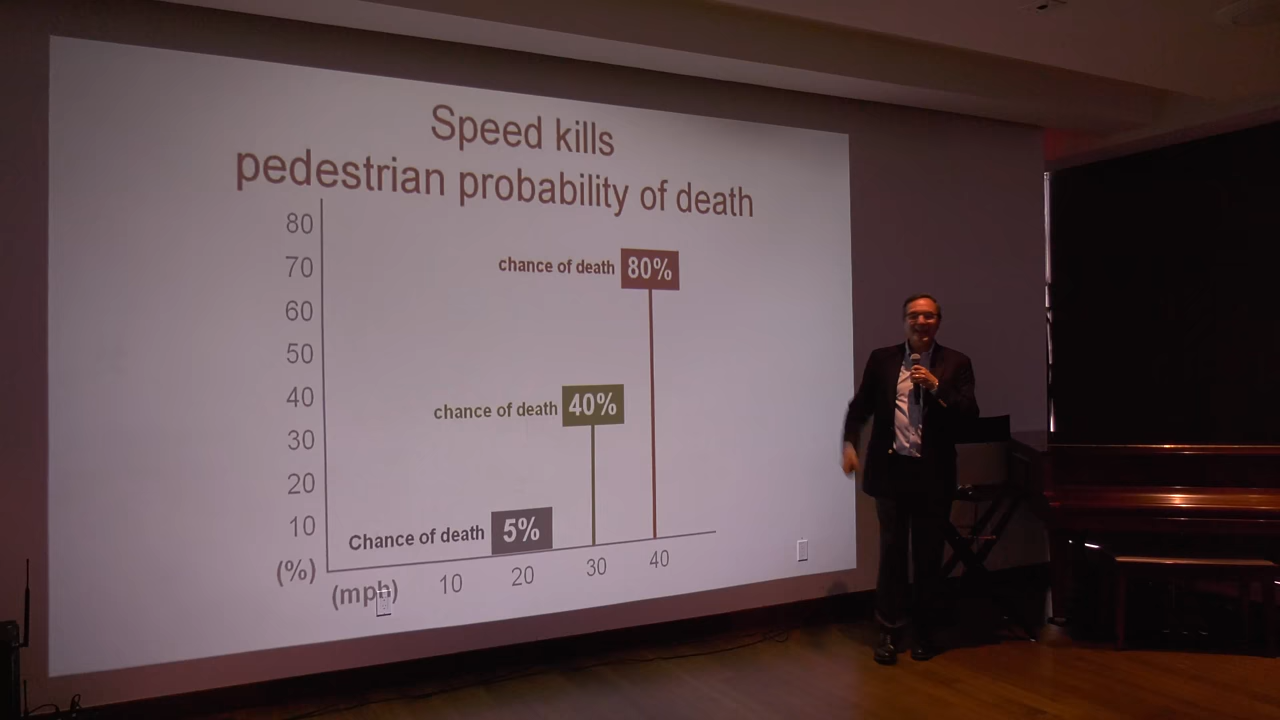 Speed kills
pedestrian probability of death
80
70
60
50
40
30
20
10
(%)
chance of death 80%
chance of death 40%
Chance of death 5%
(mph) 10 20 30 40